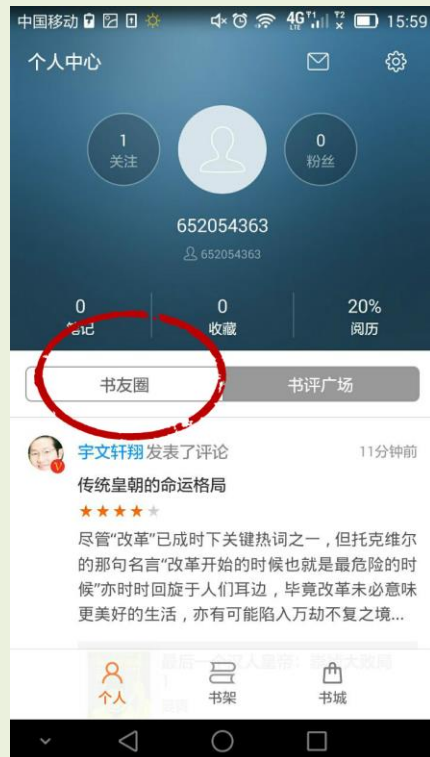 中国移动 4G LTE T1 T2 15:59
个人中心
1 0
关注 粉丝
652054363
652054363
0 0 20%
笔记 收藏 阅历
书友圈 书评广场
宇文轩翔 发表了评论 11分钟前
传统皇朝的命运格局
尽管“改革”已成时下关键热词之一，但托克维尔
的那句名言“改革开始的时候也就是最危险的时
候”亦时时回旋于人们耳边，毕竟改革未必意味
更美好的生活，亦有可能陷入万劫不复之境...
个人 书架 书城